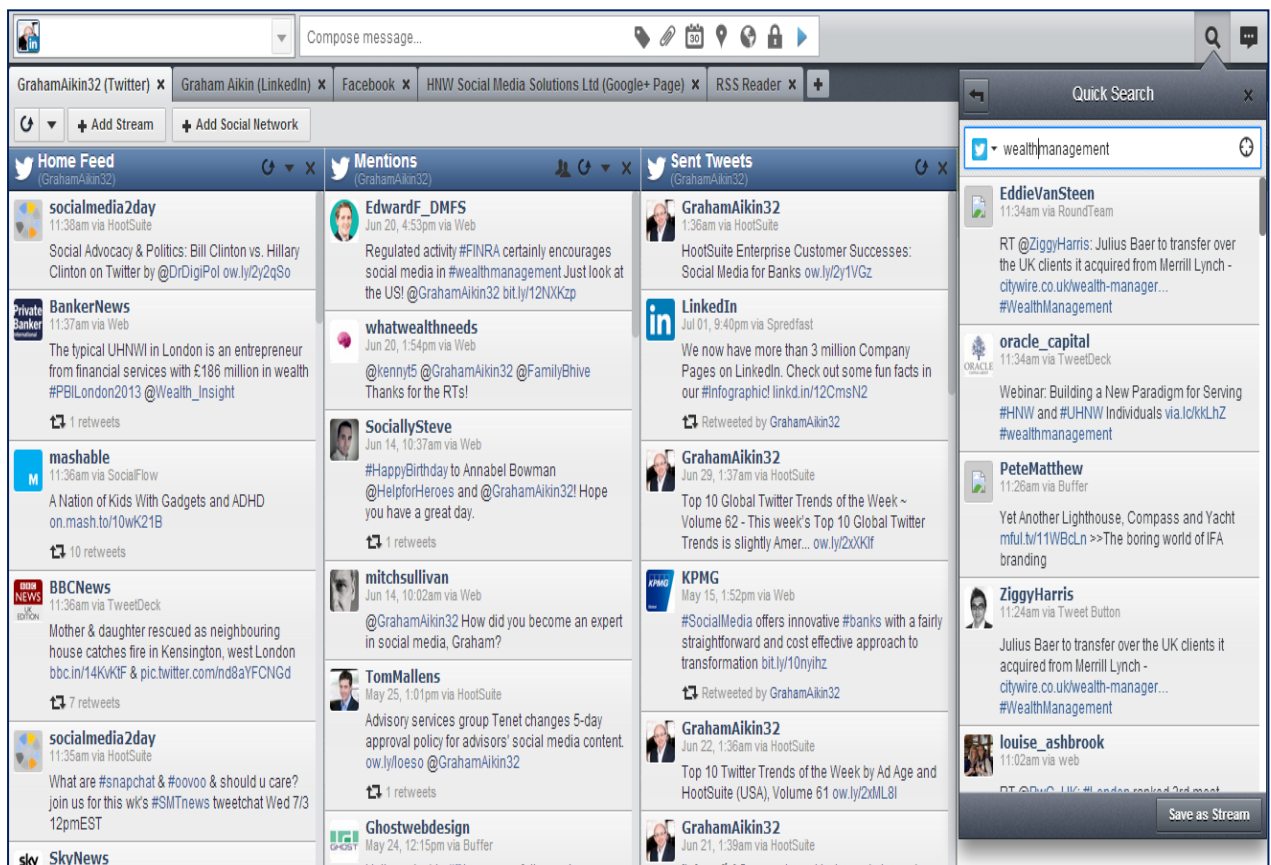 in
Compose message...
30
GrahamAikin32 (Twitter) x
Graham Aikin (LinkedIn) x
Facebook x
HNW Social Media Solutions Ltd (Google+ Page) x
RSS Reader x
+
+ Add Stream
+ Add Social Network
Home Feed
(GrahamAikin32)
socialmedia2day
11:38am via HootSuite
Social Advocacy & Politics: Bill Clinton vs. Hillary
Clinton on Twitter by @DrDigiPol ow.ly/2y2qSo
Private
Banker
BankerNews
11:37am via Web
The typical UHNWI in London is an entrepreneur
from financial services with £186 million in wealth
#PBILondon2013 @Wealth_Insight
1 retweets
M
mashable
11:36am via SocialFlow
A Nation of Kids With Gadgets and ADHD
on.mash.to/10wK21B
10 retweets
BBC
NEWS
UK
EDITION
BBCNews
11:36am via TweetDeck
Mother & daughter rescued as neighbouring
house catches fire in Kensington, west London
bbc.in/14KvKtF & pic.twitter.com/nd8aYFCNGd
7 retweets
socialmedia2day
11:35am via HootSuite
What are #snapchat & #oovoo & should u care?
join us for this wk's #SMTnews tweetchat Wed 7/3
12pmEST
sky
SkyNews
Mentions
(GrahamAikin32)
EdwardF_DMFS
Jun 20, 4:53pm via Web
Regulated activity #FINRA certainly encourages
social media in #wealthmanagement Just look at
the US! @GrahamAikin32 bit.ly/12NXKzp
whatwealthneeds
Jun 20, 1:54pm via Web
@kennyt5 @GrahamAikin32 @FamilyBhive
Thanks for the RTs!
SociallySteve
Jun 14, 10:37am via Web
#HappyBirthday to Annabel Bowman
@HelpforHeroes and @GrahamAikin32! Hope
you have a great day.
1 retweets
mitchsullivan
Jun 14, 10:02am via Web
@GrahamAikin32 How did you become an expert
in social media, Graham?
TomMallens
May 25, 1:01pm via HootSuite
Advisory services group Tenet changes 5-day
approval policy for advisors' social media content.
ow.ly/loeso @GrahamAikin32
1 retweets
GHOST
Ghostwebdesign
May 24, 12:15pm via Buffer
Sent Tweets
(GrahamAikin32)
GrahamAikin32
1:36am via HootSuite
HootSuite Enterprise Customer Successes:
Social Media for Banks ow.ly/2y1VGz
in
LinkedIn
Jul 01, 9:40pm via Spredfast
We now have more than 3 million Company
Pages on LinkedIn. Check out some fun facts in
our #Infographic! linkd.in/12CmsN2
Retweeted by GrahamAikin32
GrahamAikin32
Jun 29, 1:37am via HootSuite
Top 10 Global Twitter Trends of the Week ~
Volume 62 - This week's Top 10 Global Twitter
Trends is slightly Amer... ow.ly/2xXKlf
KPMG
KPMG
May 15, 1:52pm via Web
#SocialMedia offers innovative #banks with a fairly
straightforward and cost effective approach to
transformation bit.ly/10nyihz
Retweeted by GrahamAikin32
GrahamAikin32
Jun 22, 1:36am via HootSuite
Top 10 Twitter Trends of the Week by Ad Age and
HootSuite (USA), Volume 61 ow.ly/2xML8l
GrahamAikin32
Jun 21, 1:39am via HootSuite
Quick Search
x
wealthmanagement
EddieVanSteen
11:34am via RoundTeam
RT @ZiggyHarris: Julius Baer to transfer over
the UK clients it acquired from Merrill Lynch -
citywire.co.uk/wealth-manager...
#WealthManagement
ORACLE
oracle_capital
11:34am via TweetDeck
Webinar: Building a New Paradigm for Serving
#HNW and #UHNW Individuals via.lc/kkLhZ
#wealthmanagement
PeteMatthew
11:26am via Buffer
Yet Another Lighthouse, Compass and Yacht
mful.tv/11WBcLn >>The boring world of IFA
branding
ZiggyHarris
11:24am via Tweet Button
Julius Baer to transfer over the UK clients it
acquired from Merrill Lynch -
citywire.co.uk/wealth-manager...
#WealthManagement
louise_ashbrook
11:02am via web
RT @PwC_UK: #London ranked 3rd most
Save as Stream